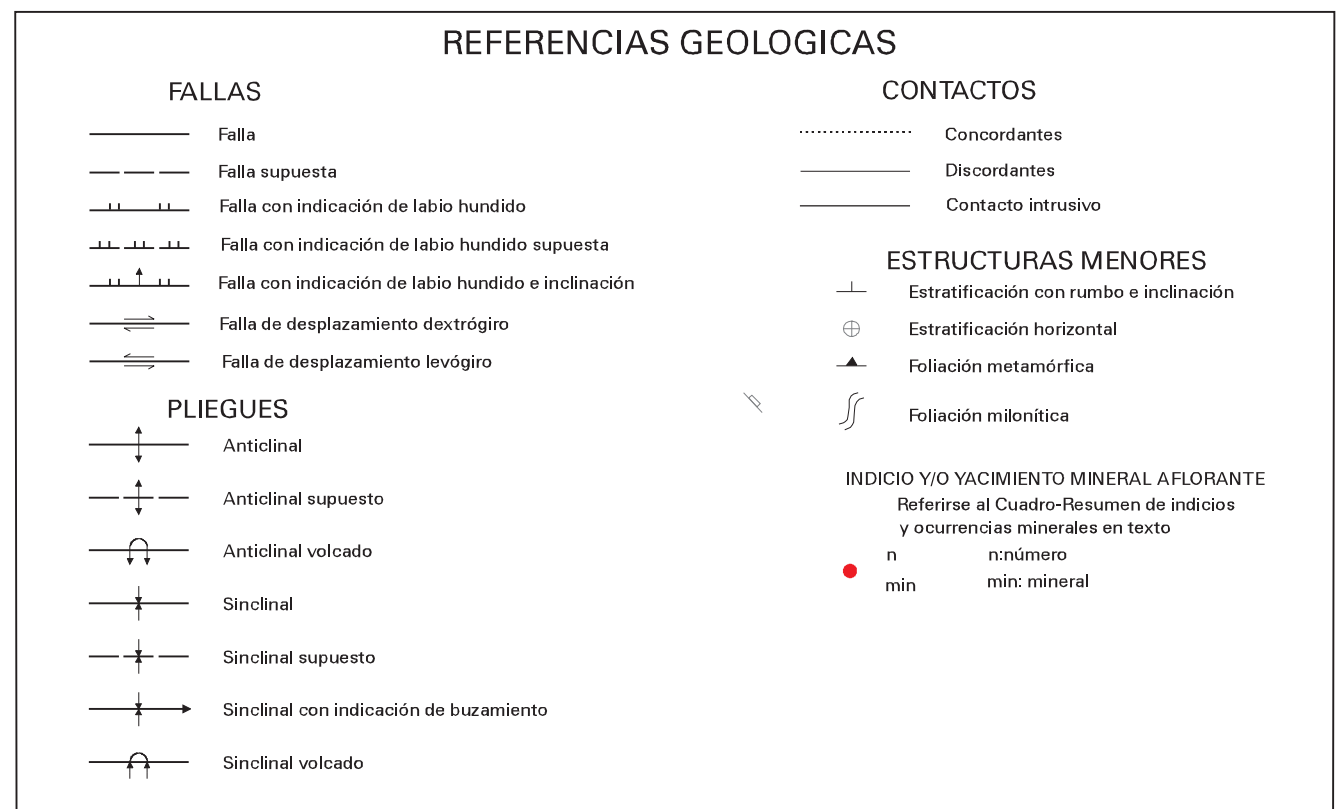 REFERENCIAS GEOLOGICAS
FALLAS
Falla
Falla supuesta
Falla con indicación de labio hundido
Falla con indicación de labio hundido supuesta
Falla con indicación de labio hundido e inclinación
Falla de desplazamiento dextrógiro
Falla de desplazamiento levógiro
PLIEGUES
Anticlinal
Anticlinal supuesto
Anticlinal volcado
Sinclinal
Sinclinal supuesto
Sinclinal con indicación de buzamiento
Sinclinal volcado
CONTACTOS
Concordantes
Discordantes
Contacto intrusivo
ESTRUCTURAS MENORES
Estratificación con rumbo e inclinación
Estratificación horizontal
Foliación metamórfica
Foliación milonítica
INDICIO Y/O YACIMIENTO MINERAL AFLORANTE
Referirse al Cuadro-Resumen de indicios
y ocurrencias minerales en texto
n n:número
min min: mineral